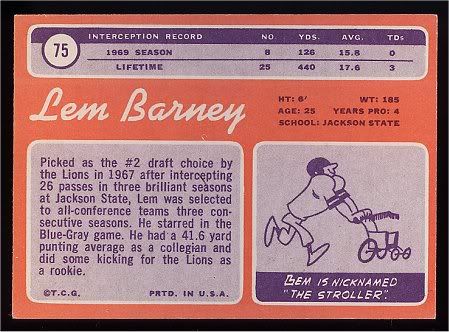 75
INTERCEPTION RECORD NO. YDS. AVG. TDs
1969 SEASON 8 126 15.8 0
LIFETIME 25 440 17.6 3
Lem Barney
HT: 6' WT: 185
AGE: 25 YEARS PRO: 4
SCHOOL: JACKSON STATE
Picked as the #2 draft choice by
the Lions in 1967 after intercepting
26 passes in three brilliant seasons
at Jackson State, Lem was selected
to all-conference teams three con-
secutive seasons. He starred in the
Blue-Gray game. He had a 41.6 yard
punting average as a collegian and
did some kicking for the Lions as
a rookie.
©T.C.G. PRTD. IN U.S.A.
LEM IS NICKNAMED
"THE STROLLER".